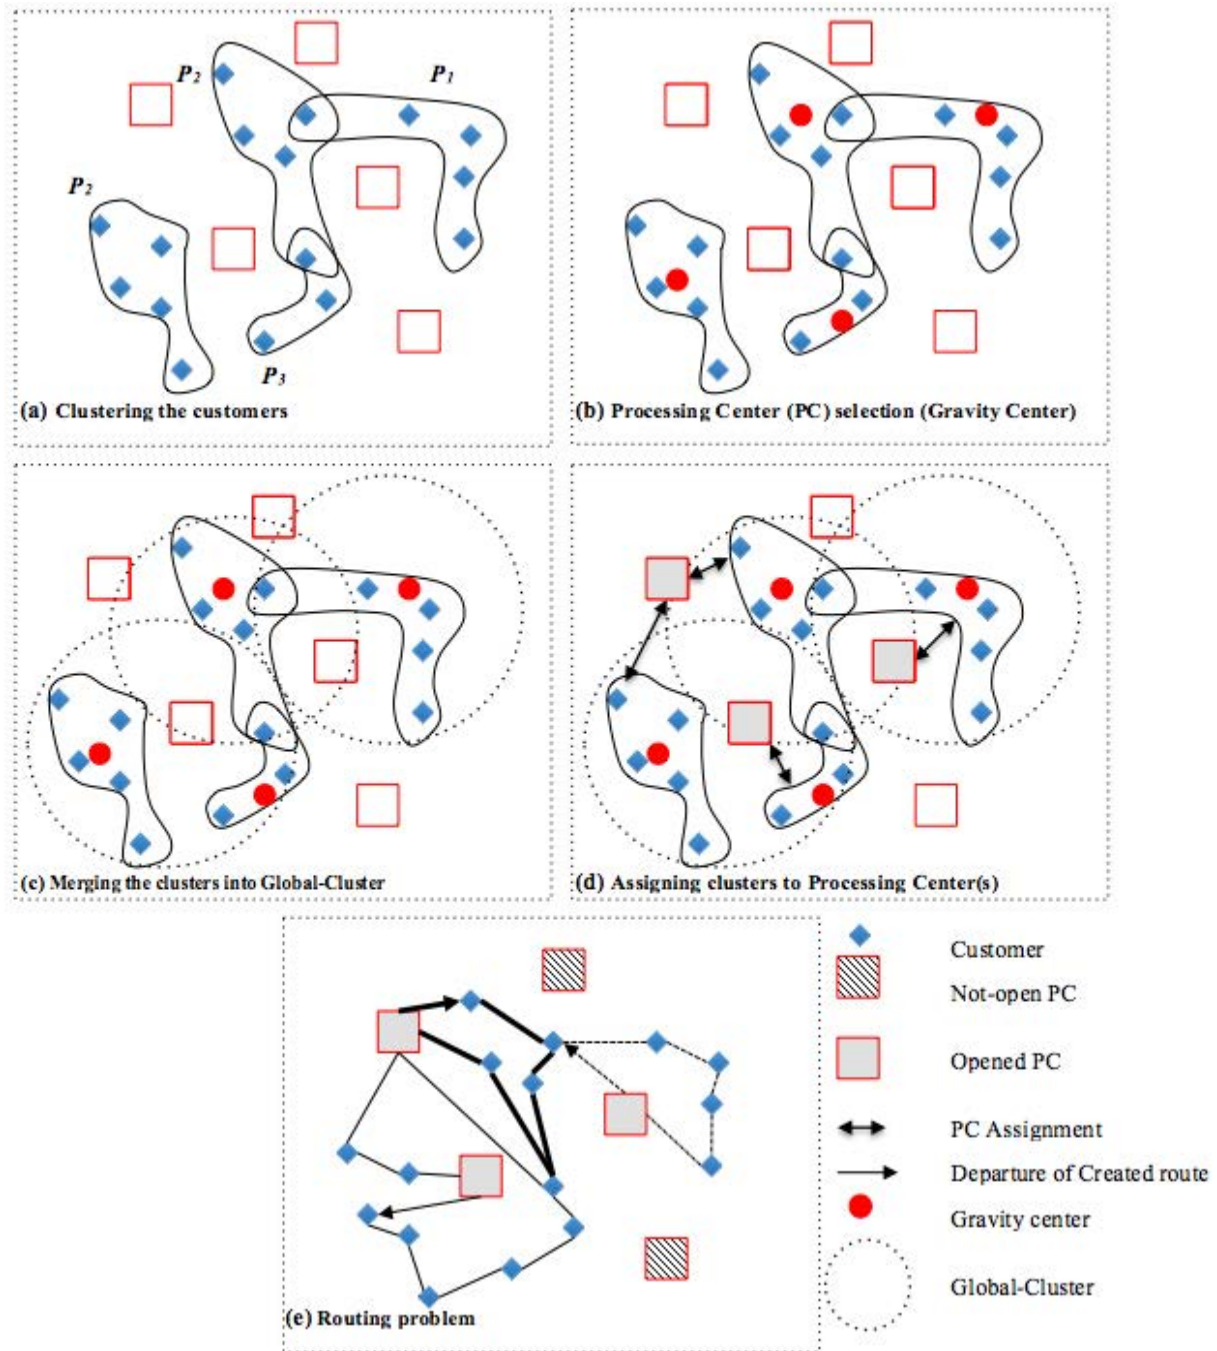 P2
P1
P2
P3
(a) Clustering the customers
(b) Processing Center (PC) selection (Gravity Center)
(c) Merging the clusters into Global-Cluster
(d) Assigning clusters to Processing Center(s)
Customer
Not-open PC
Opened PC
PC Assignment
Departure of Created route
Gravity center
Global-Cluster
(e) Routing problem